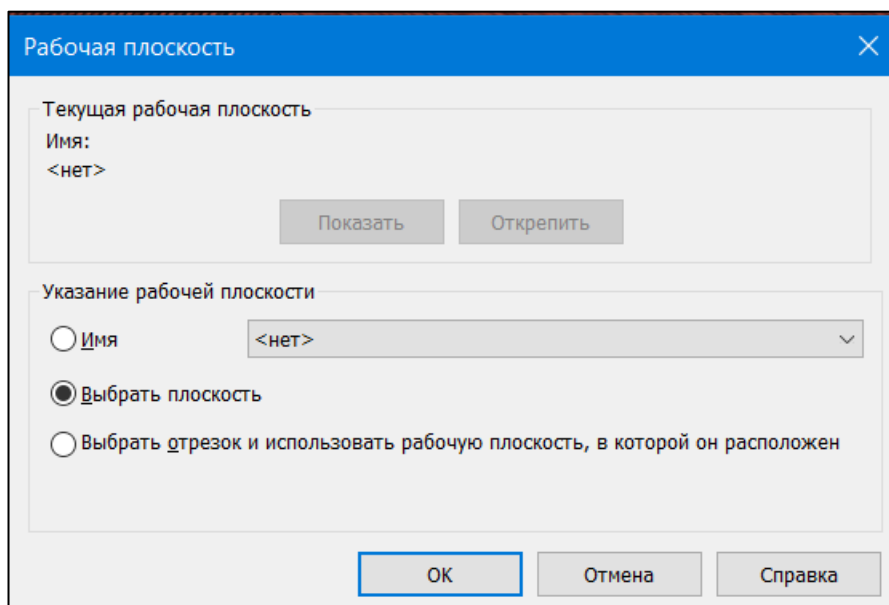 Рабочая плоскость
Текущая рабочая плоскость
Имя:
<нет>
Показать Открепить
Указание рабочей плоскости
Имя <нет>
Выбрать плоскость
Выбрать отрезок и использовать рабочую плоскость, в которой он расположен
ОК Отмена Справка